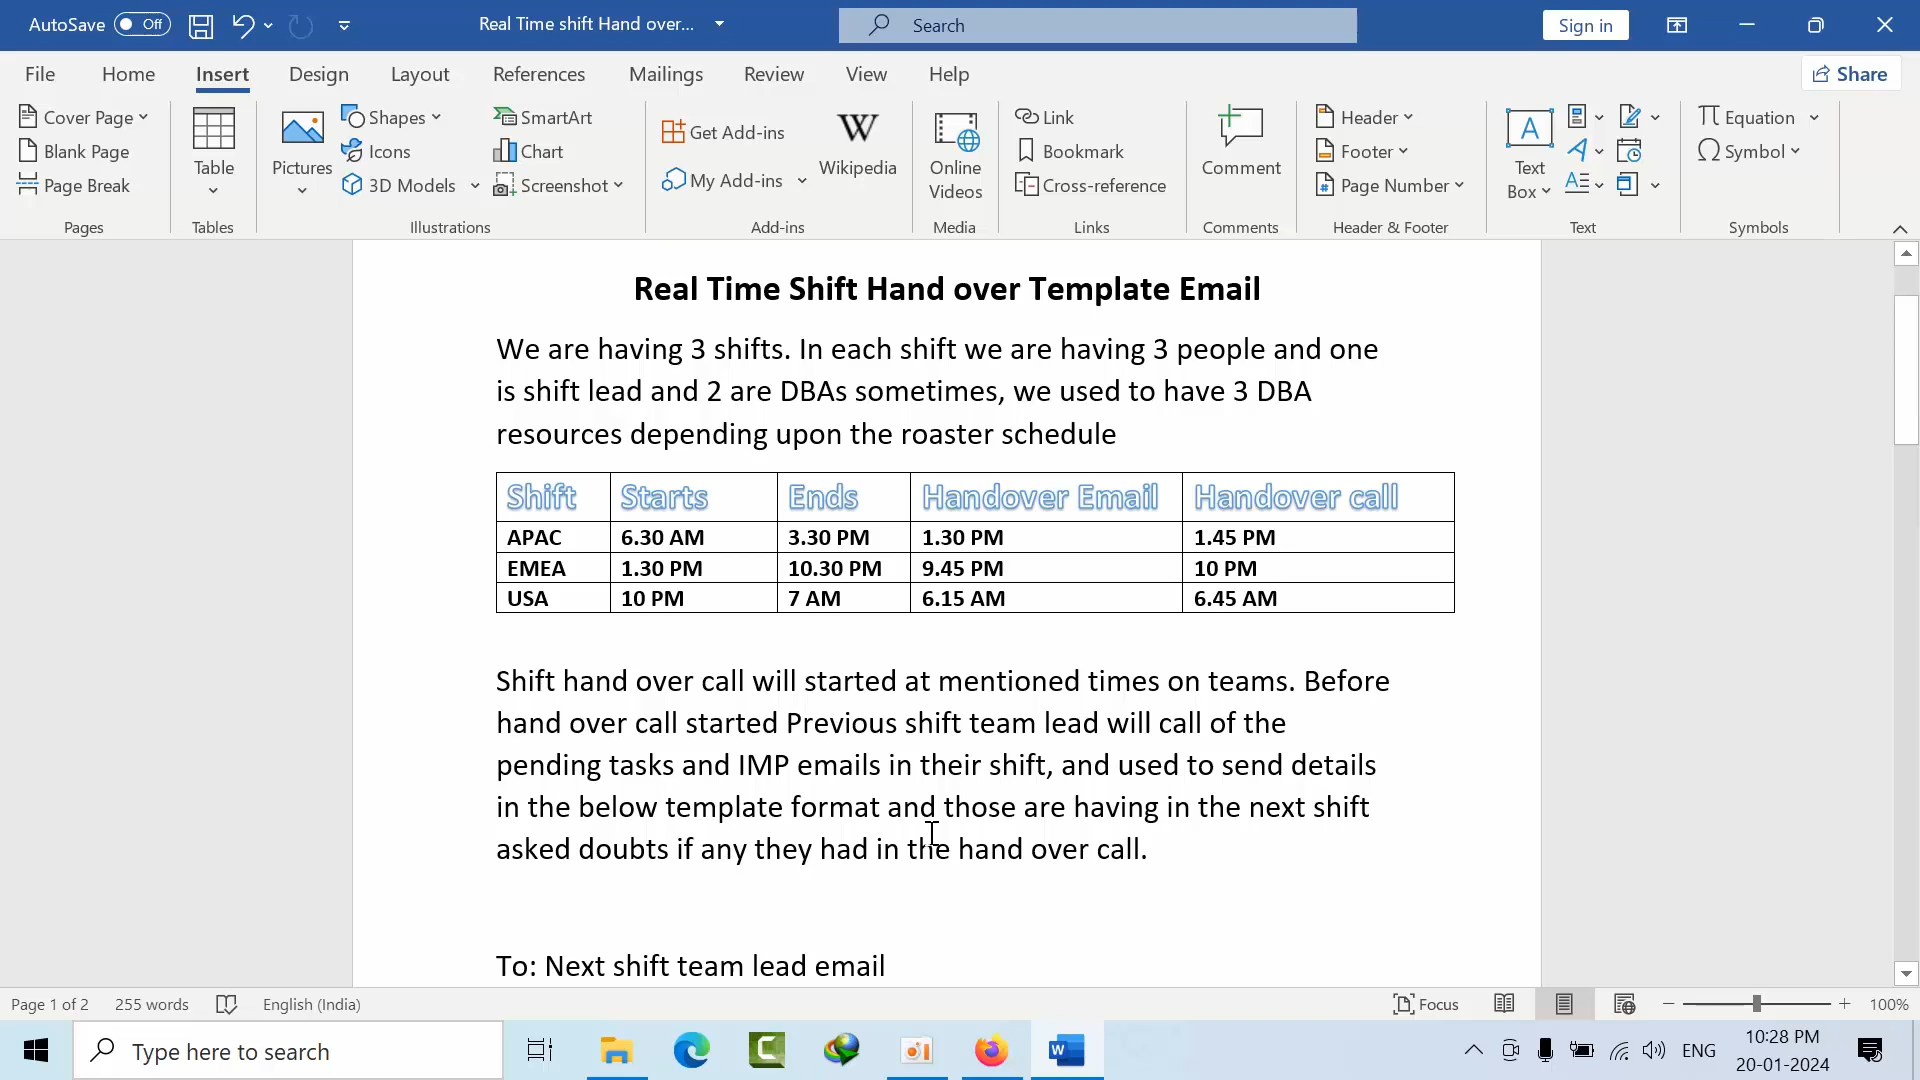 AutoSave Off Real Time shift Hand over... Search Sign in
File Home Insert Design Layout References Mailings Review View Help Share
Cover Page
Blank Page
Page Break
Pages
Table
Tables
Pictures
Shapes
Icons
3D Models
SmartArt
Chart
Screenshot
Illustrations
Get Add-ins
My Add-ins
W
Wikipedia
Add-ins
Online
Videos
Media
Link
Bookmark
Cross-reference
Links
Comment
Comments
Header
Footer
Page Number
Header & Footer
Text
Box
Text
Equation
Symbol
Symbols
Real Time Shift Hand over Template Email
We are having 3 shifts. In each shift we are having 3 people and one
is shift lead and 2 are DBAs sometimes, we used to have 3 DBA
resources depending upon the roaster schedule
Shift Starts Ends Handover Email Handover call
APAC 6.30 AM 3.30 PM 1.30 PM 1.45 PM
EMEA 1.30 PM 10.30 PM 9.45 PM 10 PM
USA 10 PM 7 AM 6.15 AM 6.45 AM
Shift hand over call will started at mentioned times on teams. Before
hand over call started Previous shift team lead will call of the
pending tasks and IMP emails in their shift, and used to send details
in the below template format and those are having in the next shift
asked doubts if any they had in the hand over call.
To: Next shift team lead email
Page 1 of 2 255 words English (India) Focus 100%
Type here to search ENG 10:28 PM
20-01-2024